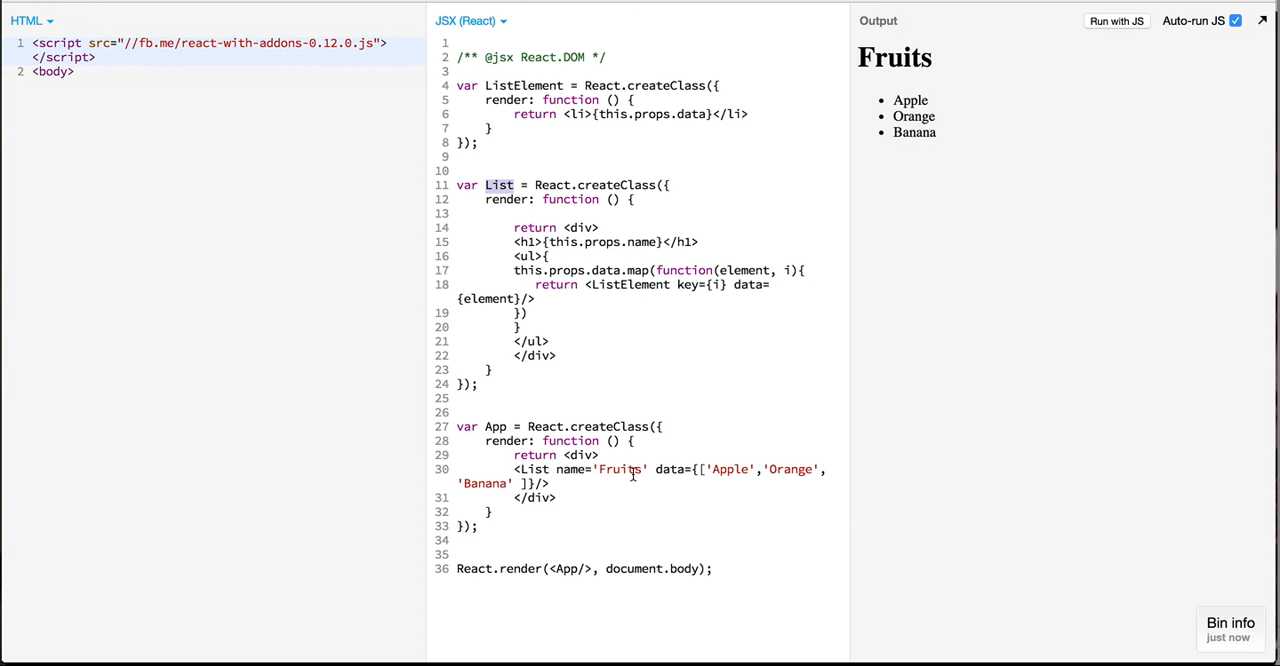 HTML
1 <script src="//fb.me/react-with-addons-0.12.0.js">
</script>
2 <body>
JSX (React)
1
2 /** @jsx React.DOM */
3
4 var ListElement = React.createClass({
5     render: function () {
6         return <li>{this.props.data}</li>
7     }
8 });
9
10
11 var List = React.createClass({
12     render: function () {
13
14         return <div>
15         <h1>{this.props.name}</h1>
16         <ul>{
17         this.props.data.map(function(element, i){
18            return <ListElement key={i} data=
{element}/>
19         })
20         }
21         </ul>
22         </div>
23     }
24 });
25
26
27 var App = React.createClass({
28     render: function () {
29         return <div>
30         <List name='Fruits' data={['Apple','Orange',
'Banana' ]}/>
31         </div>
32     }
33 });
34
35
36 React.render(<App/>, document.body);
Output
Run with JS
Auto-run JS
Fruits
• Apple
• Orange
• Banana
Bin info
just now